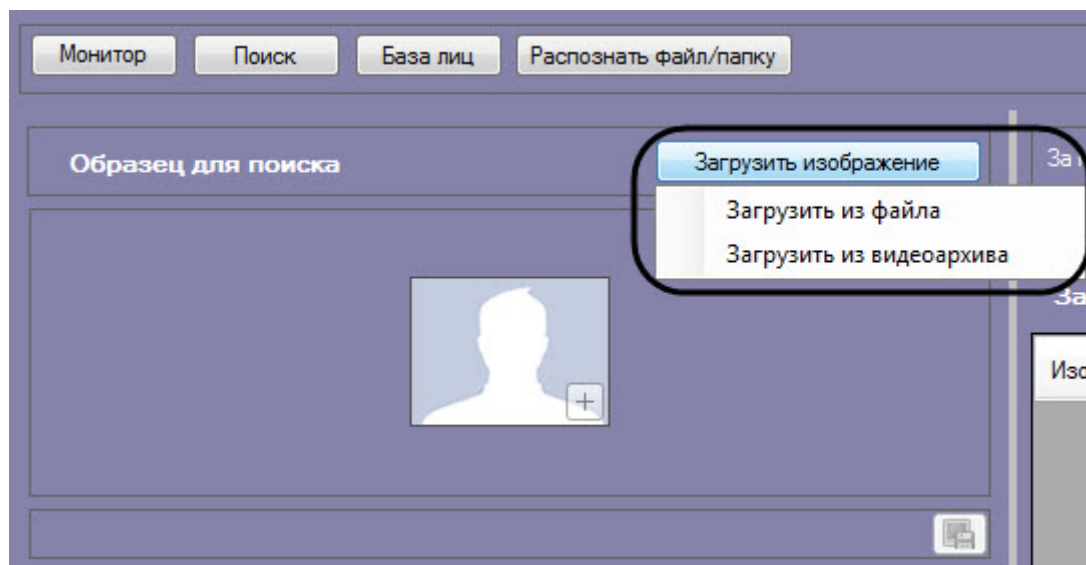 Монитор Поиск База лиц Распознать файл/папку
Образец для поиска
Загрузить изображение
Загрузить из файла
Загрузить из видеоархива